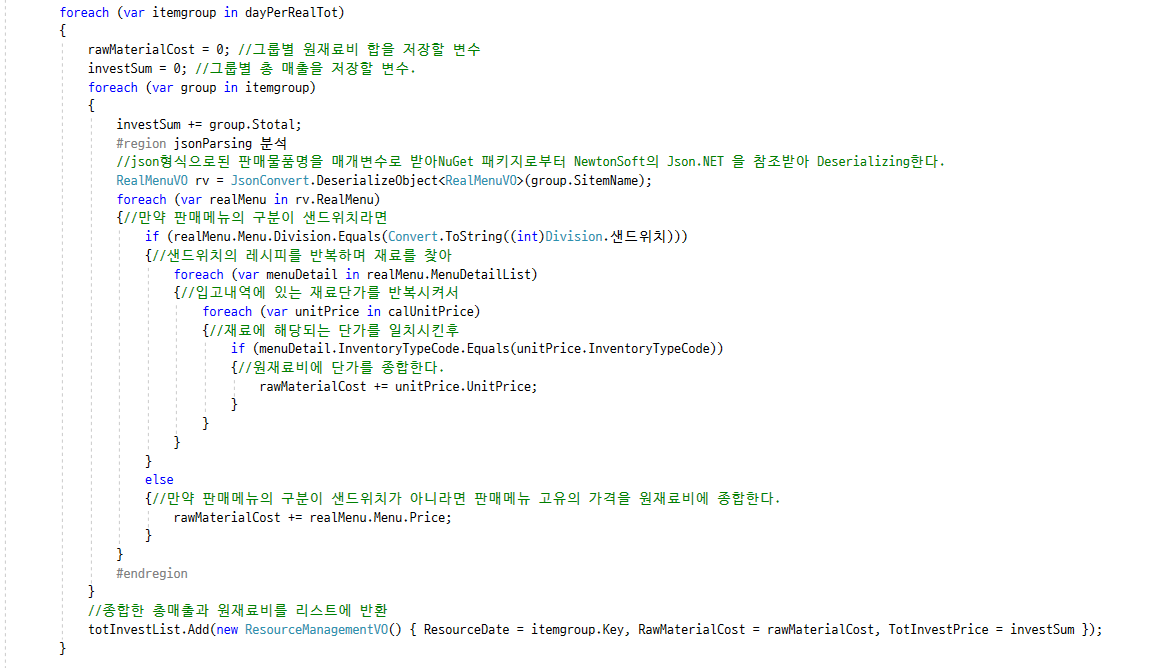 foreach (var itemgroup in dayPerRealTot)
{
rawMaterialCost = 0; //그룹별 원재료비 합을 저장할 변수
investSum = 0; //그룹별 총 매출을 저장할 변수.
foreach (var group in itemgroup)
{
investSum += group.Stotal;
#region jsonParsing 분석
//json형식으로된 판매물품명을 매개변수로 받아NuGet 패키지로부터 NewtonSoft의 Json.NET 을 참조받아 Deserializing한다.
RealMenuVO rv = JsonConvert.DeserializeObject<RealMenuVO>(group.SitemName);
foreach (var realMenu in rv.RealMenu)
{//만약 판매메뉴의 구분이 샌드위치라면
if (realMenu.Menu.Division.Equals(Convert.ToString((int)Division.샌드위치)))
{//샌드위치의 레시피를 반복하며 재료를 찾아
foreach (var menuDetail in realMenu.MenuDetailList)
{//입고내역에 있는 재료단가를 반복시켜서
foreach (var unitPrice in calUnitPrice)
{//재료에 해당되는 단가를 일치시킨후
if (menuDetail.InventoryTypeCode.Equals(unitPrice.InventoryTypeCode))
{//원재료비에 단가를 종합한다.
rawMaterialCost += unitPrice.UnitPrice;
}
}
}
}
else
{//만약 판매메뉴의 구분이 샌드위치가 아니라면 판매메뉴 고유의 가격을 원재료비에 종합한다.
rawMaterialCost += realMenu.Menu.Price;
}
}
#endregion
}
//종합한 총매출과 원재료비를 리스트에 반환
totInvestList.Add(new ResourceManagementVO() { ResourceDate = itemgroup.Key, RawMaterialCost = rawMaterialCost, TotInvestPrice = investSum });
}